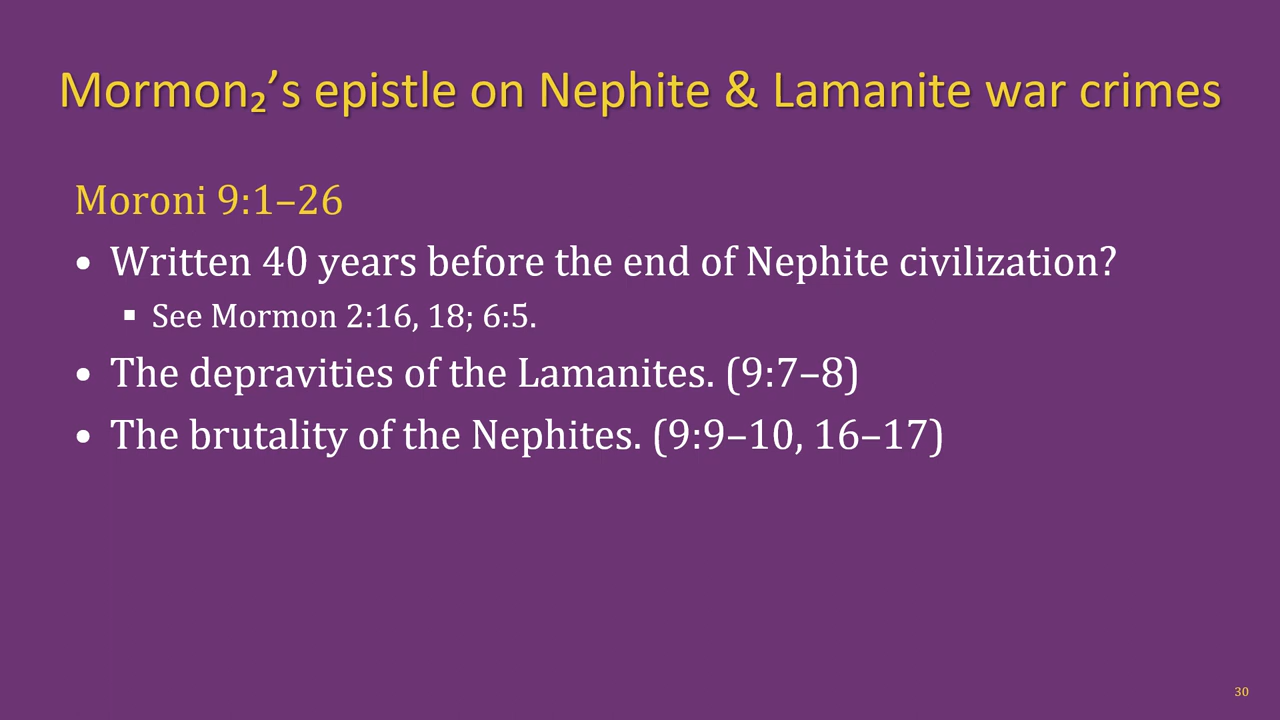 Mormon₂’s epistle on Nephite & Lamanite war crimes
Moroni 9:1–26
• Written 40 years before the end of Nephite civilization?
▪ See Mormon 2:16, 18; 6:5.
• The depravities of the Lamanites. (9:7–8)
• The brutality of the Nephites. (9:9–10, 16–17)
30